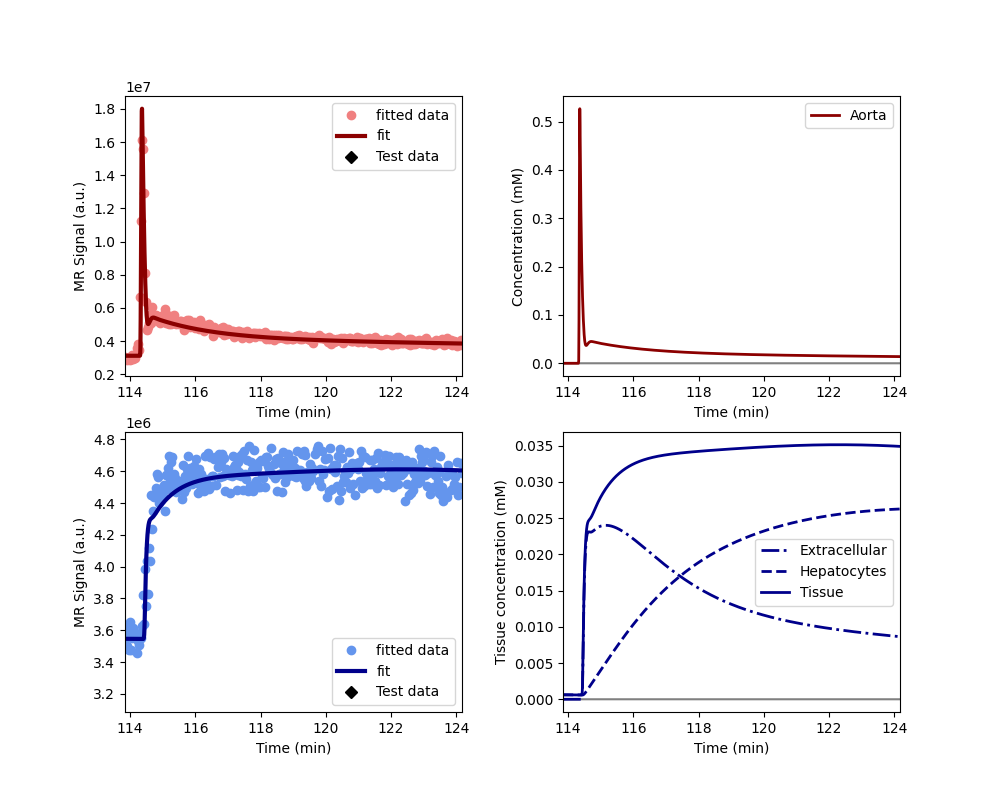 1e7
1.8
1.6
1.4
1.2
1.0
0.8
0.6
0.4
0.2
MR Signal (a.u.)
fitted data
fit
Test data
114 116 118 120 122 124
Time (min)
0.5
0.4
0.3
0.2
0.1
0.0
Concentration (mM)
Aorta
114 116 118 120 122 124
Time (min)
1e6
4.8
4.6
4.4
4.2
4.0
3.8
3.6
3.4
3.2
MR Signal (a.u.)
fitted data
fit
Test data
114 116 118 120 122 124
Time (min)
0.035
0.030
0.025
0.020
0.015
0.010
0.005
0.000
Tissue concentration (mM)
Extracellular
Hepatocytes
Tissue
114 116 118 120 122 124
Time (min)